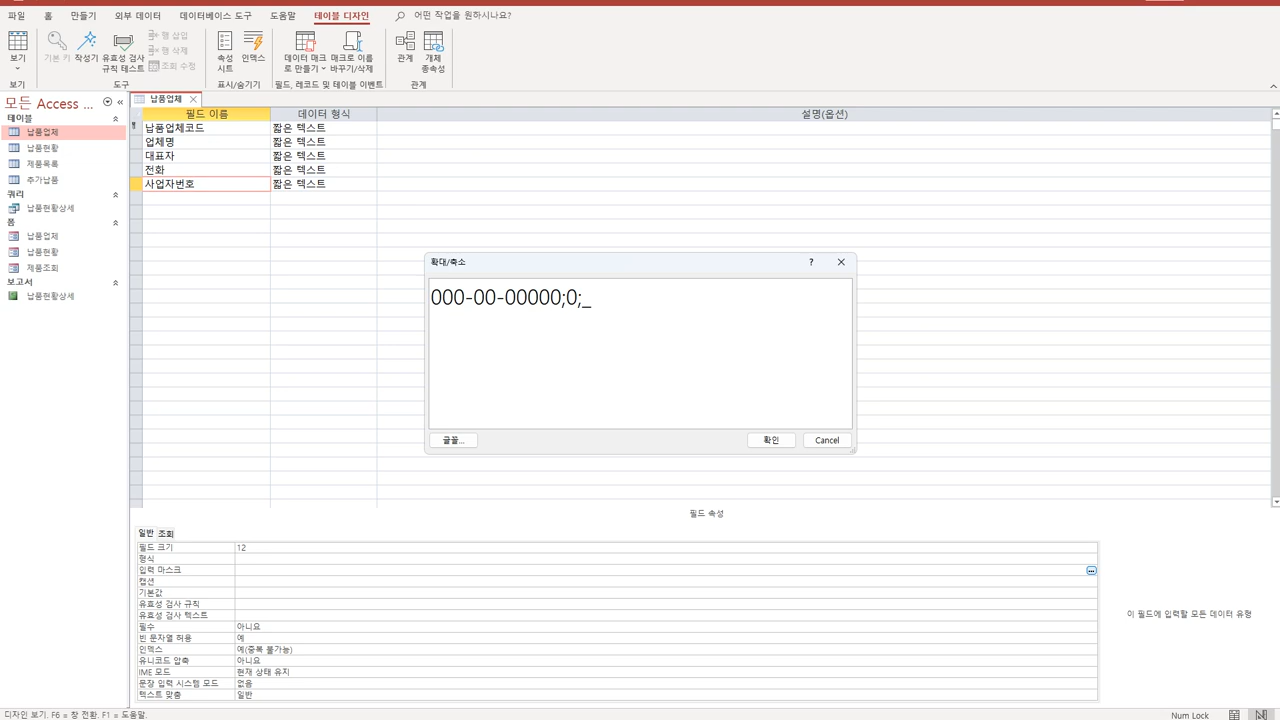 파일 홈 만들기 외부 데이터 데이터베이스 도구 도움말 테이블 디자인 어떤 작업을 원하시나요?
보기
기본 키
작성기
유효성 검사
규칙 테스트
행 삽입
행 삭제
조회 수정
속성
시트
인덱스
데이터 매크
로 만들기
매크로 이름
바꾸기/삭제
관계
개체
종속성
보기 도구 표시/숨기기 필드, 레코드 및 테이블 이벤트 관계
모든 Access ...
테이블
납품업체
납품현황
제품목록
추가납품
쿼리
납품현황상세
폼
납품업체
납품현황
제품조회
보고서
납품현황상세
납품업체
필드 이름 데이터 형식 설명(옵션)
납품업체코드 짧은 텍스트
업체명 짧은 텍스트
대표자 짧은 텍스트
전화 짧은 텍스트
사업자번호 짧은 텍스트
확대/축소 ?
000-00-00000;0;_
글꼴... 확인 Cancel
필드 속성
일반 조회
필드 크기 12
형식
입력 마스크 ...
캡션
기본값
유효성 검사 규칙
유효성 검사 텍스트
필수 아니요
빈 문자열 허용 예
인덱스 예(중복 불가능)
유니코드 압축 아니요
IME 모드 현재 상태 유지
문장 입력 시스템 모드 없음
텍스트 맞춤 일반
이 필드에 입력할 모든 데이터 유형
디자인 보기. F6 = 창 전환. F1 = 도움말. Num Lock